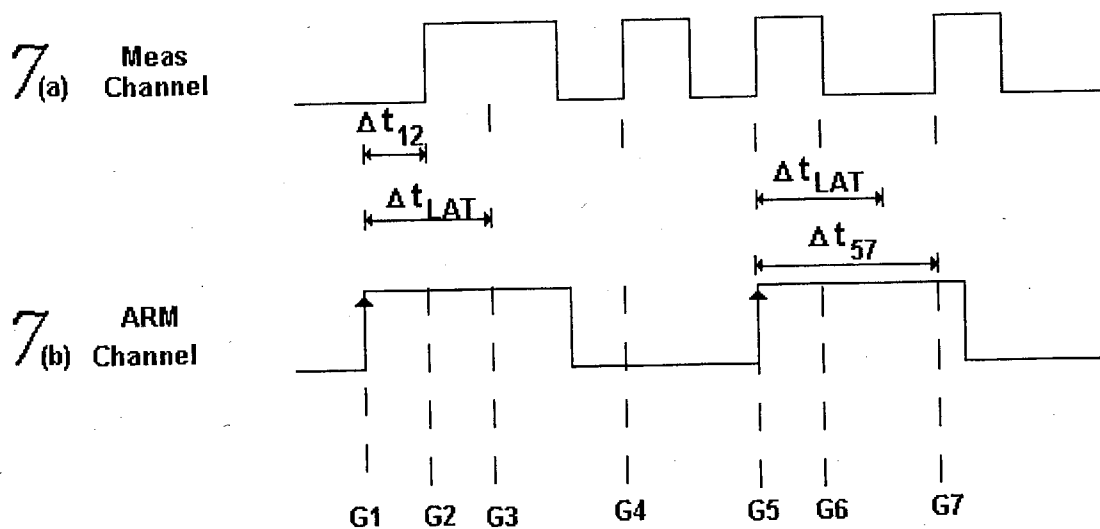 7(a) Meas Channel
Δt12
ΔtLAT
ΔtLAT
Δt57
7(b) ARM Channel
G1 G2 G3 G4 G5 G6 G7